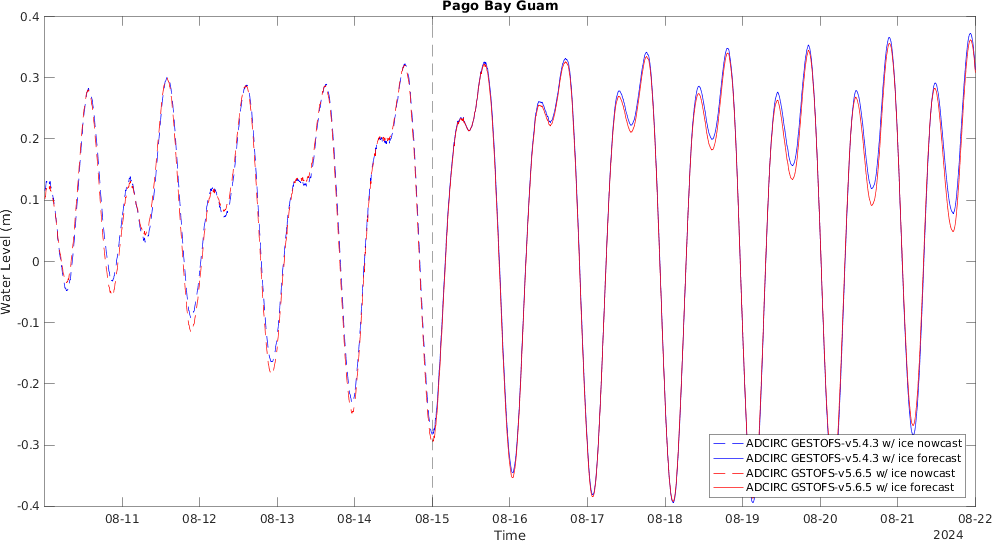 Pago Bay Guam
0.4
0.3
0.2
0.1
0
-0.1
-0.2
-0.3
-0.4
Water Level (m)
ADCIRC GESTOFS-v5.4.3 w/ ice nowcast
ADCIRC GESTOFS-v5.4.3 w/ ice forecast
ADCIRC GSTOFS-v5.6.5 w/ ice nowcast
ADCIRC GSTOFS-v5.6.5 w/ ice forecast
08-11 08-12 08-13 08-14 08-15 08-16 08-17 08-18 08-19 08-20 08-21 08-22
Time
2024